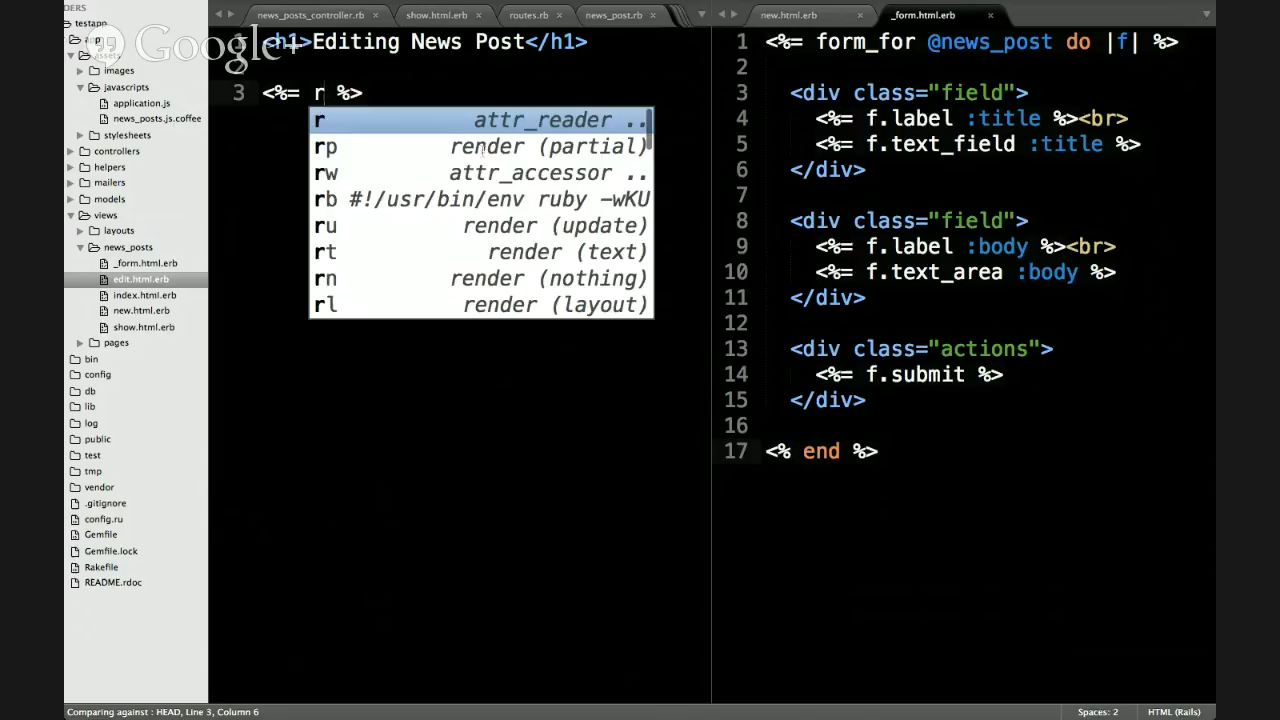 DERS
testapp
app
assets
images
javascripts
application.js
news_posts.js.coffee
stylesheets
controllers
helpers
mailers
models
views
layouts
news_posts
_form.html.erb
edit.html.erb
index.html.erb
new.html.erb
show.html.erb
pages
bin
config
db
lib
log
public
test
tmp
vendor
.gitignore
config.ru
Gemfile
Gemfile.lock
Rakefile
README.rdoc
Google+
news_posts_controller.rb × show.html.erb × routes.rb × news_post.rb ×
<h1>Editing News Post</h1>
2
3 <%= r %>
r attr_reader ..
rp render (partial)
rw attr_accessor ..
rb #!/usr/bin/env ruby -wKU
ru render (update)
rt render (text)
rn render (nothing)
rl render (layout)
new.html.erb × _form.html.erb ×
1 <%= form_for @news_post do |f| %>
2
3 <div class="field">
4 <%= f.label :title %><br>
5 <%= f.text_field :title %>
6 </div>
7
8 <div class="field">
9 <%= f.label :body %><br>
10 <%= f.text_area :body %>
11 </div>
12
13 <div class="actions">
14 <%= f.submit %>
15 </div>
16
17 <% end %>
Comparing against : HEAD, Line 3, Column 6
Spaces: 2 HTML (Rails)